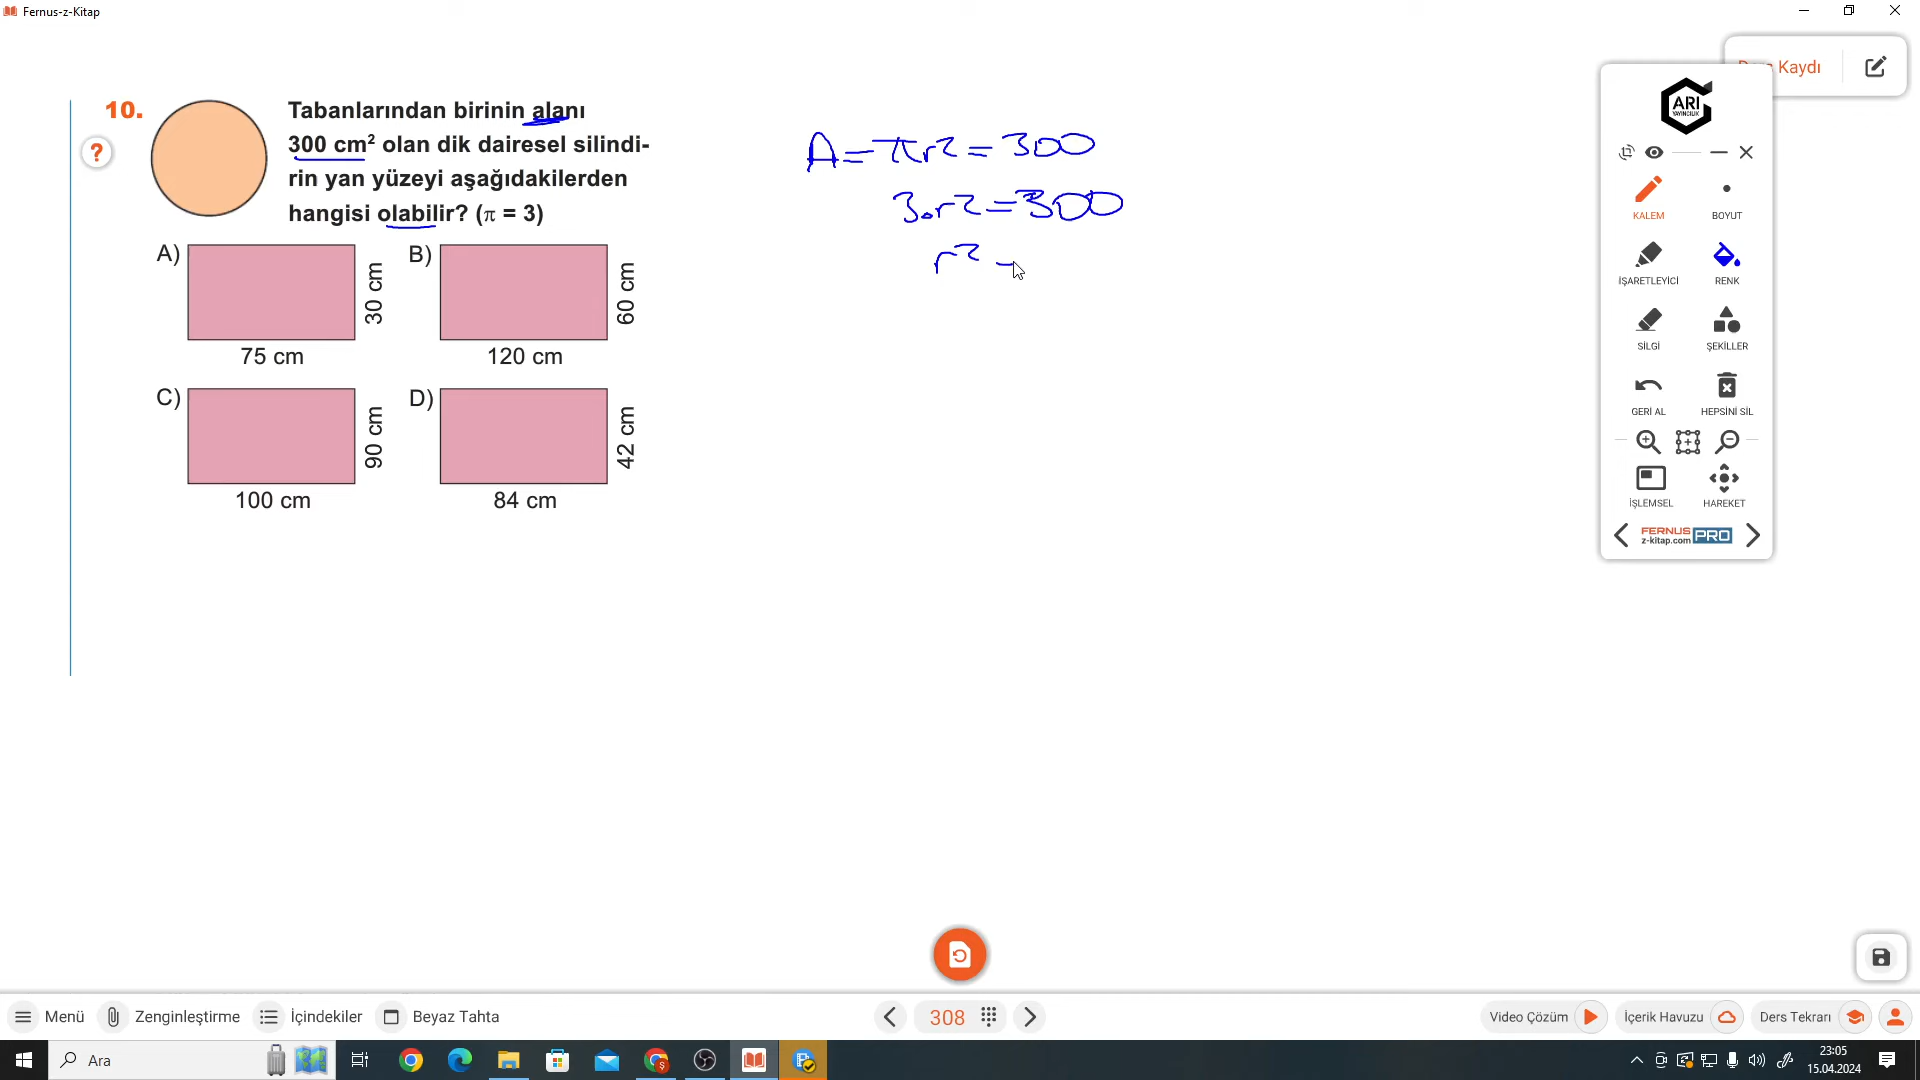 Fernus-z-Kitap
Ders Kaydı
10.
?
Tabanlarından birinin alanı
300 cm² olan dik dairesel silindi-
rin yan yüzeyi aşağıdakilerden
hangisi olabilir? (π = 3)
A)
30 cm
75 cm
B)
60 cm
120 cm
C)
90 cm
100 cm
D)
42 cm
84 cm
A = πr2 = 300
3.r2 = 300
r2 -
ARI
YAYINCILIK
KALEM
BOYUT
İŞARETLEYİCİ
RENK
SİLGİ
ŞEKİLLER
GERİ AL
HEPSİNİ SİL
İŞLEMSEL
HAREKET
FERNUS
z-kitap.com
PRO
Menü
Zenginleştirme
İçindekiler
Beyaz Tahta
308
Video Çözüm
İçerik Havuzu
Ders Tekrarı
Ara
23:05
15.04.2024